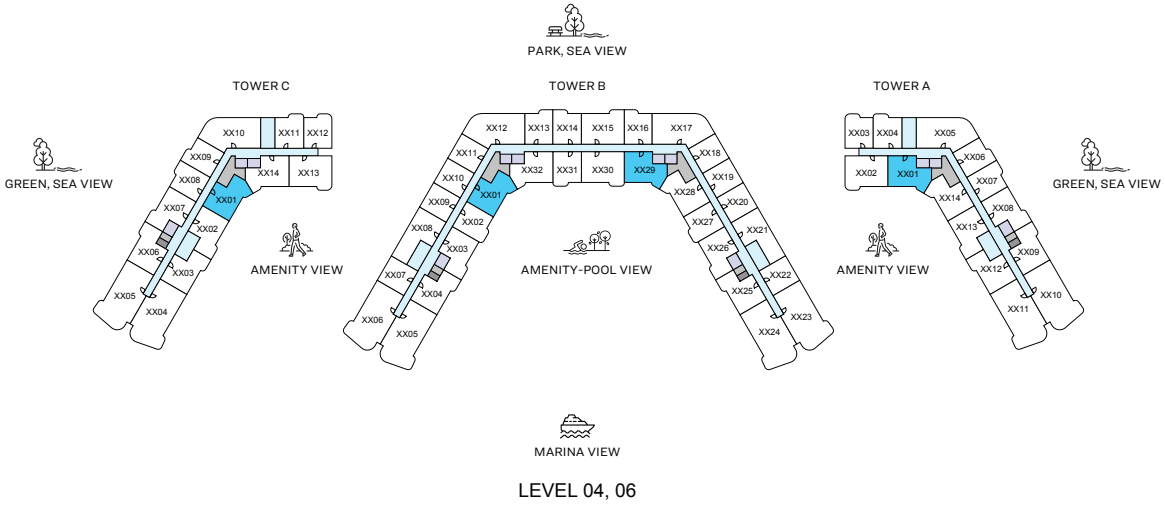 PARK, SEA VIEW
TOWER C
TOWER B
TOWER A
GREEN, SEA VIEW
XX10
XX11
XX12
XX09
XX14
XX13
XX08
XX01
XX07
XX02
XX06
XX03
XX05
XX04
AMENITY VIEW
XX12
XX13
XX14
XX15
XX16
XX17
XX11
XX32
XX31
XX30
XX29
XX18
XX10
XX01
XX28
XX19
XX09
XX02
XX27
XX20
XX08
XX03
XX26
XX21
XX07
XX04
XX25
XX22
XX06
XX05
XX24
XX23
AMENITY-POOL VIEW
XX03
XX04
XX05
XX02
XX01
XX06
XX14
XX07
XX13
XX08
XX12
XX09
XX11
XX10
AMENITY VIEW
GREEN, SEA VIEW
MARINA VIEW
LEVEL 04, 06